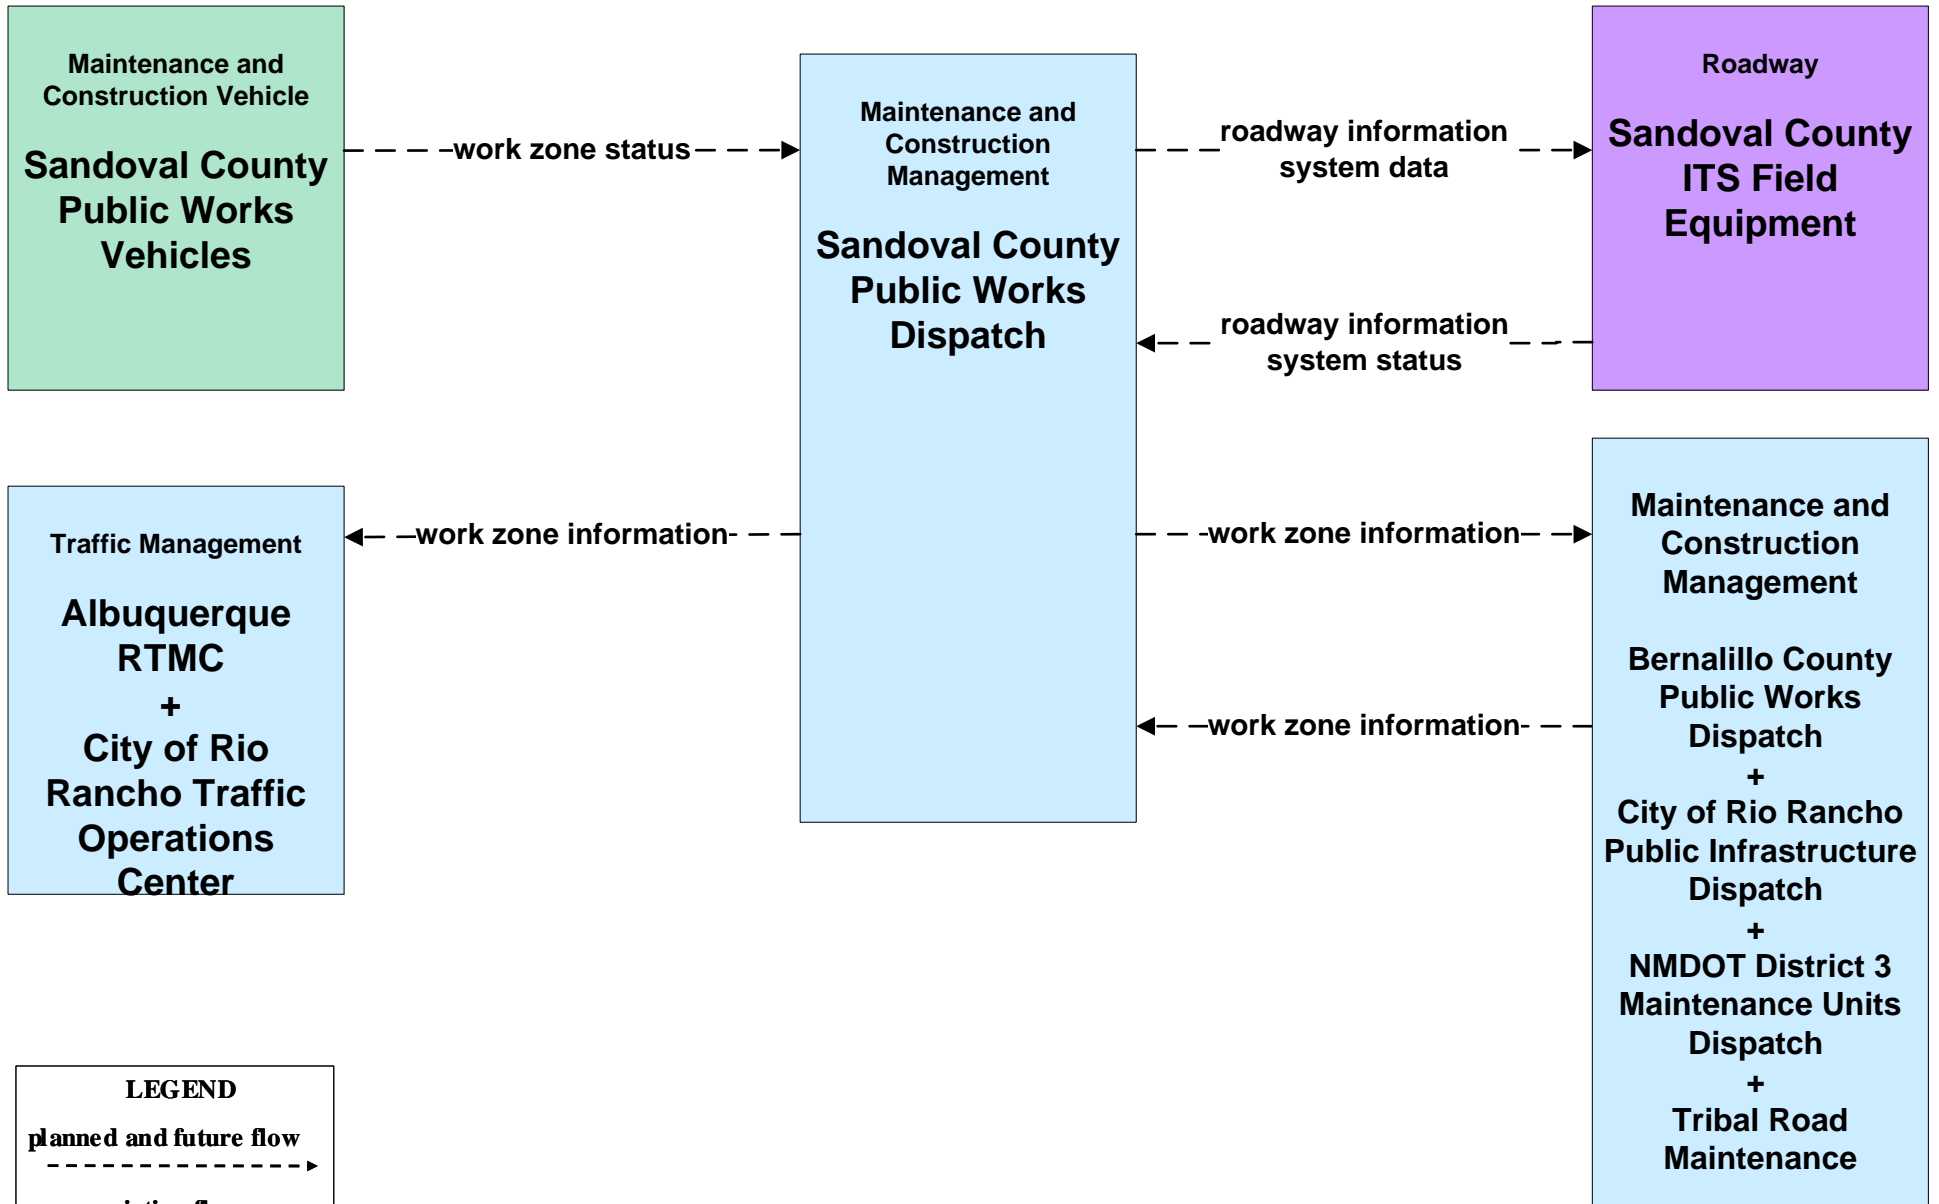 Maintenance and
Construction Vehicle
Sandoval County
Public Works
Vehicles
work zone status
Maintenance and
Construction
Management
Sandoval County
Public Works
Dispatch
roadway information
system data
roadway information
system status
Roadway
Sandoval County
ITS Field
Equipment
Traffic Management
Albuquerque
RTMC
+
City of Rio
Rancho Traffic
Operations
Center
work zone information
work zone information
work zone information
Maintenance and
Construction
Management
Bernalillo County
Public Works
Dispatch
+
City of Rio Rancho
Public Infrastructure
Dispatch
+
NMDOT District 3
Maintenance Units
Dispatch
+
Tribal Road
Maintenance
LEGEND
planned and future flow